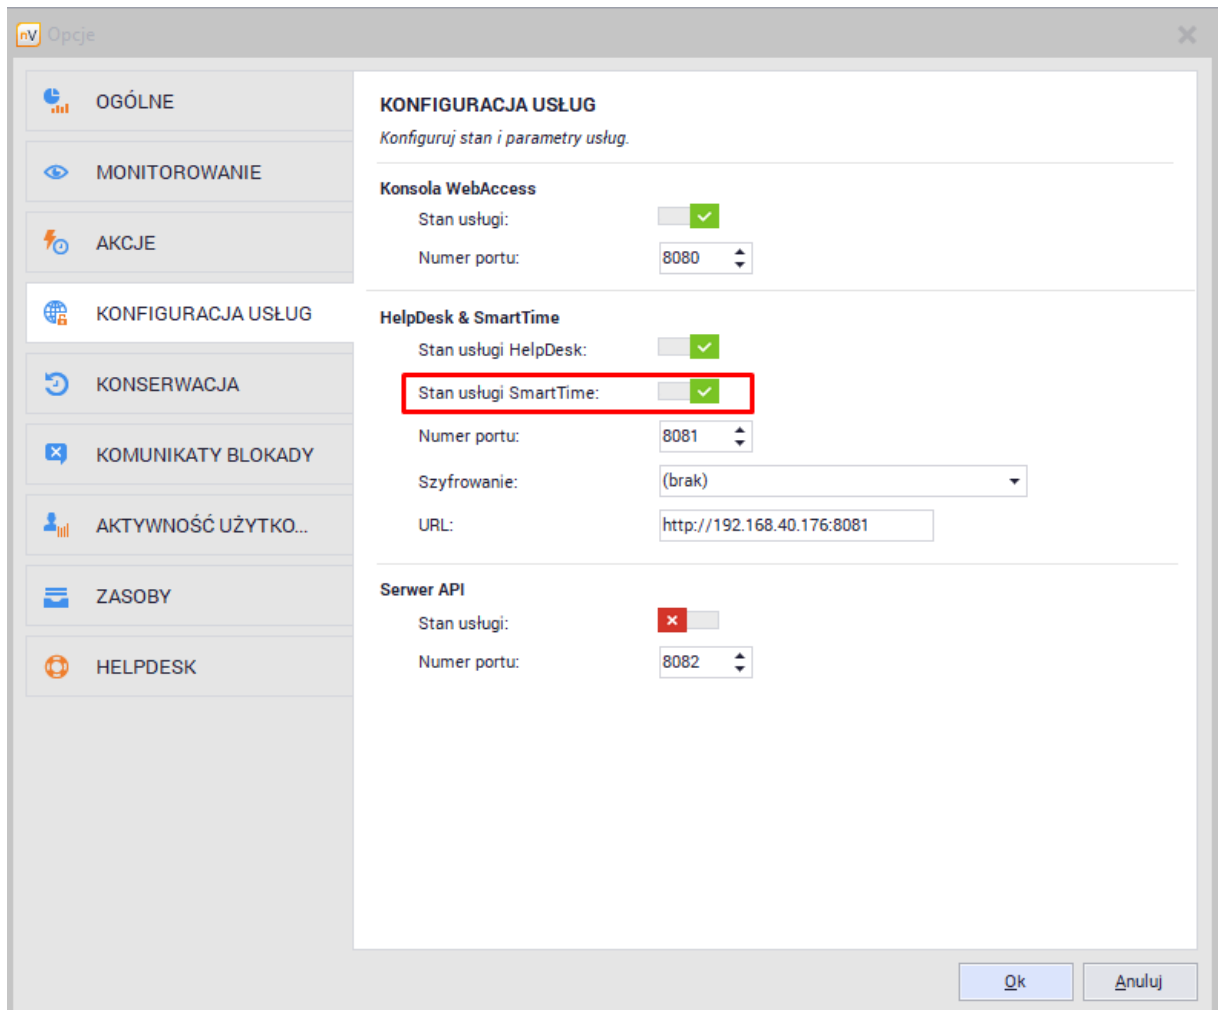 nV Opcje
OGÓLNE
MONITOROWANIE
AKCJE
KONFIGURACJA USŁUG
KONSERWACJA
KOMUNIKATY BLOKADY
AKTYWNOŚĆ UŻYTKO...
ZASOBY
HELPDESK
KONFIGURACJA USŁUG
Konfiguruj stan i parametry usług.
Konsola WebAccess
Stan usługi:
Numer portu: 8080
HelpDesk & SmartTime
Stan usługi HelpDesk:
Stan usługi SmartTime:
Numer portu: 8081
Szyfrowanie: (brak)
URL: http://192.168.40.176:8081
Serwer API
Stan usługi:
Numer portu: 8082
Ok Anuluj